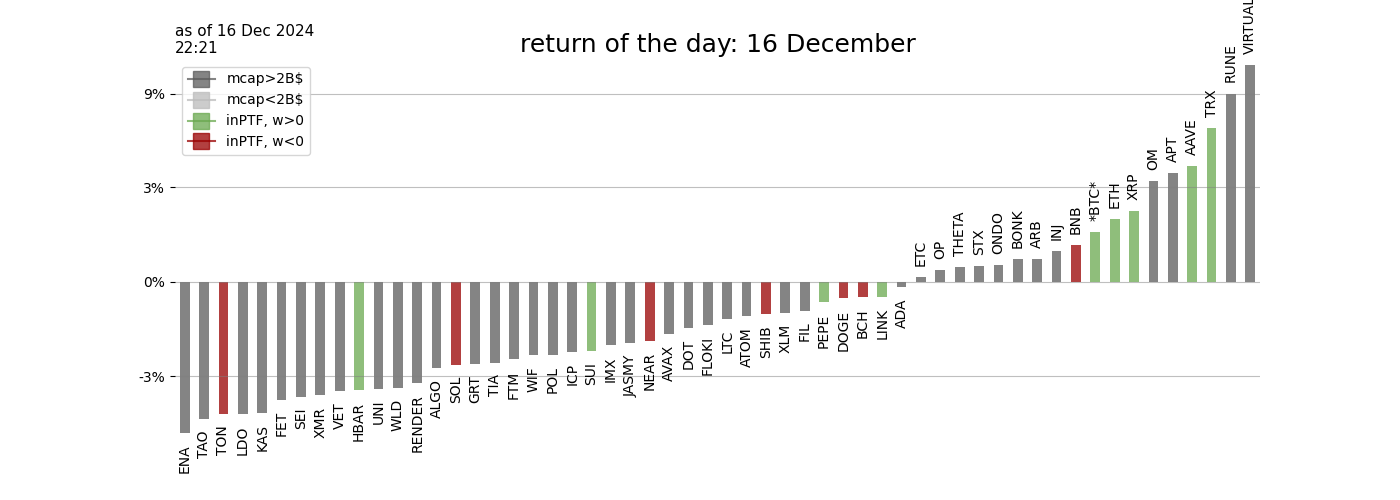 as of 16 Dec 2024
22:21
return of the day: 16 December
mcap>2B$
mcap<2B$
inPTF, w>0
inPTF, w<0
9%
3%
0%
-3%
ENA
TAO
TON
LDO
KAS
FET
SEI
XMR
VET
HBAR
UNI
WLD
RENDER
ALGO
SOL
GRT
TIA
FTM
WIF
POL
ICP
SUI
IMX
JASMY
NEAR
AVAX
DOT
FLOKI
LTC
ATOM
SHIB
XLM
FIL
PEPE
DOGE
BCH
LINK
ADA
ETC
OP
THETA
STX
ONDO
BONK
ARB
INJ
BNB
*BTC*
ETH
XRP
OM
APT
AAVE
TRX
RUNE
VIRTUAL